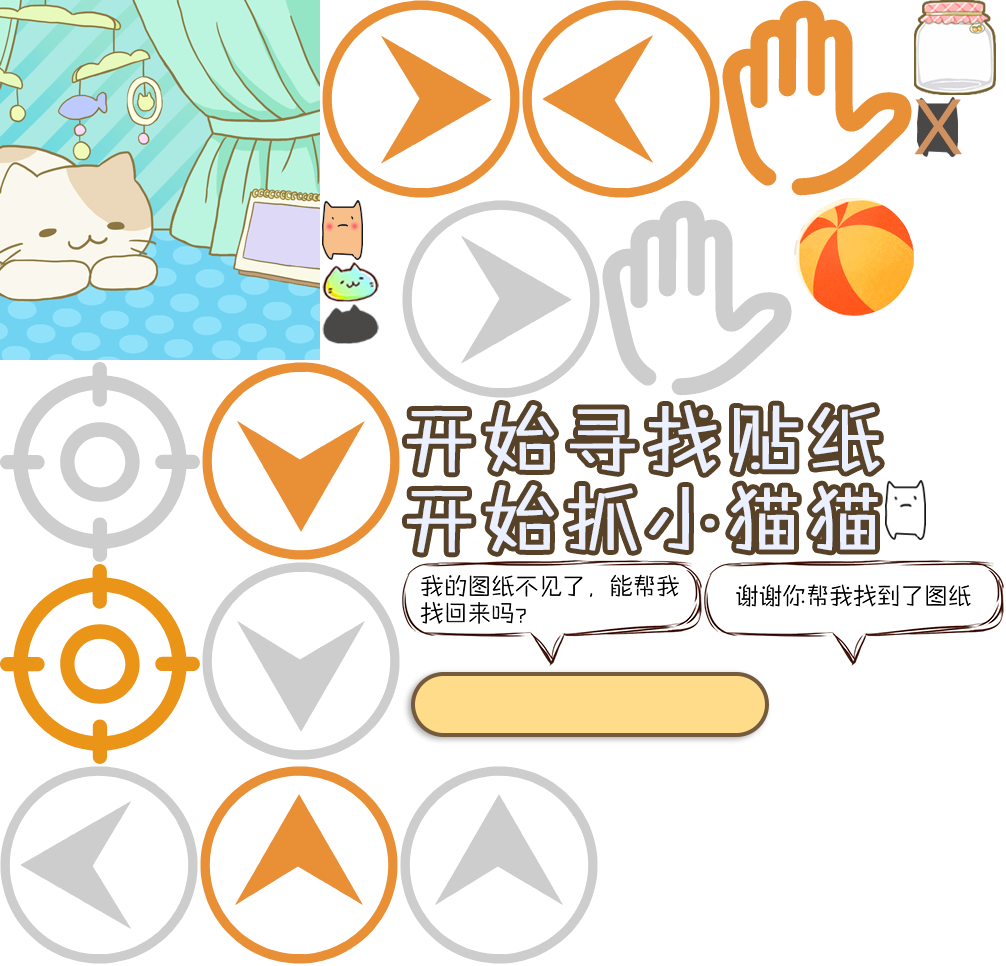 开始寻找贴纸
开始抓小猫猫
我的图纸不见了，能帮我
找回来吗?
谢谢你帮我找到了图纸